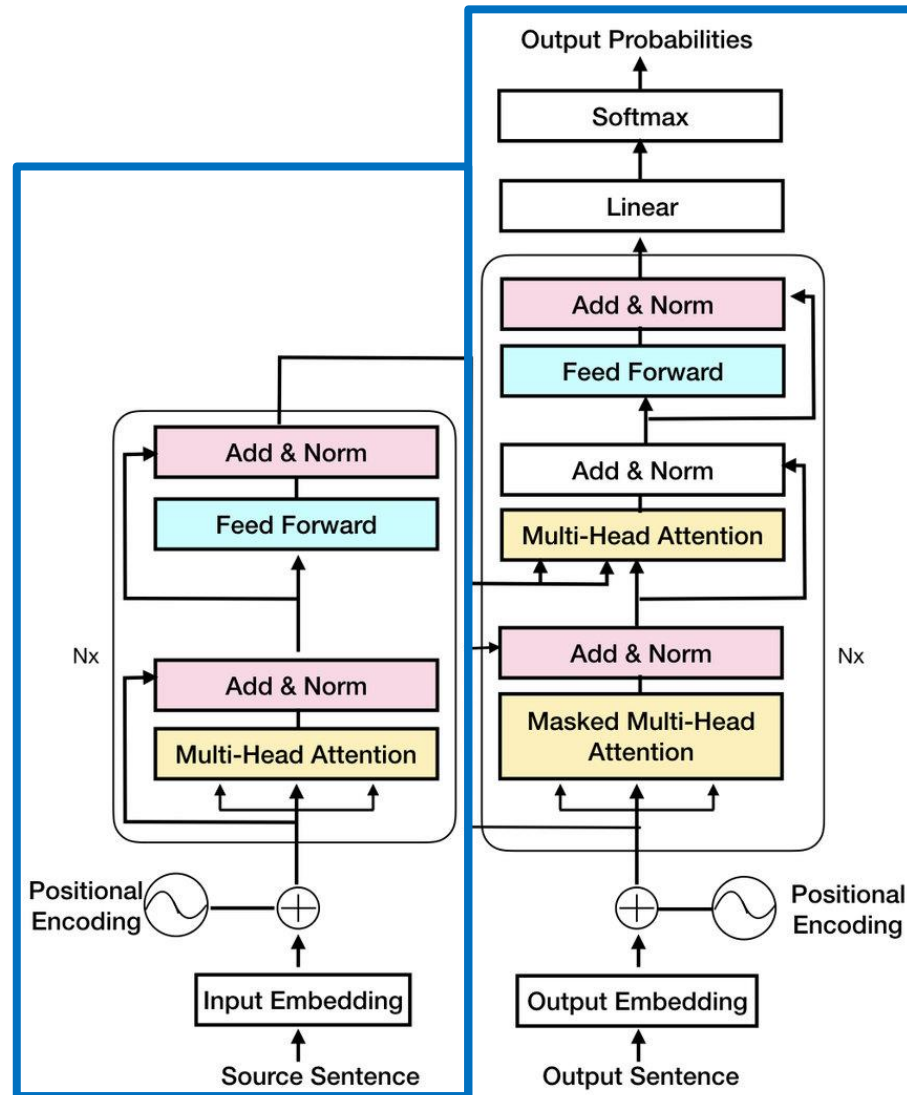 Output Probabilities
Softmax
Linear
Add & Norm
Feed Forward
Add & Norm
Multi-Head Attention
Add & Norm
Masked Multi-Head
Attention
Nx
Positional
Encoding
Output Embedding
Output Sentence
Add & Norm
Feed Forward
Nx
Add & Norm
Multi-Head Attention
Positional
Encoding
Input Embedding
Source Sentence